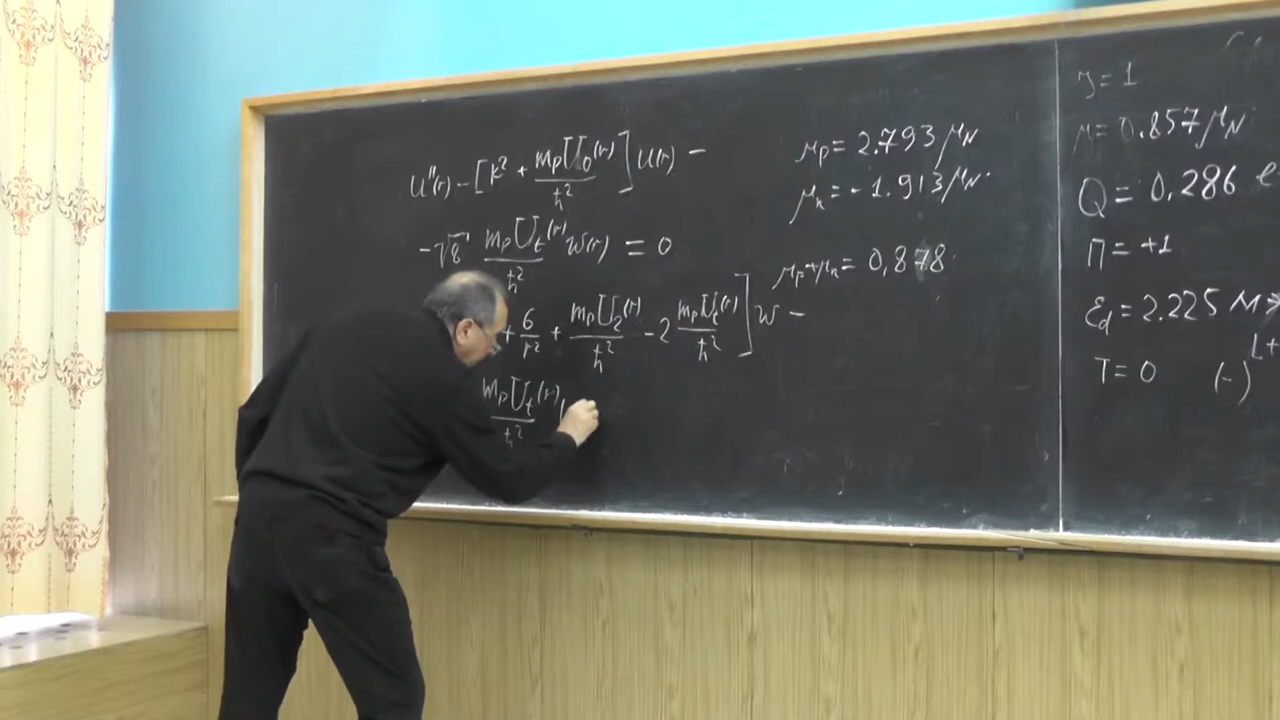 u''(r) - [k² + m_p U_0(r) / ħ²] u(r) -
- √8 m_p U_t(r) / ħ² w(r) = 0
+ 6 / r² + m_p U_2(r) / ħ² - 2 m_p U_t(r) / ħ² ] w -
m_p U_t(r) / ħ²
μ_p = 2.793 μ_N
μ_n = - 1.913 μ_N.
μ_p + μ_n = 0,878
J = 1
μ = 0.857 μ_N
Q = 0,286 e
П = +1
ε_d = 2.225 М
T = 0 (-)^L+